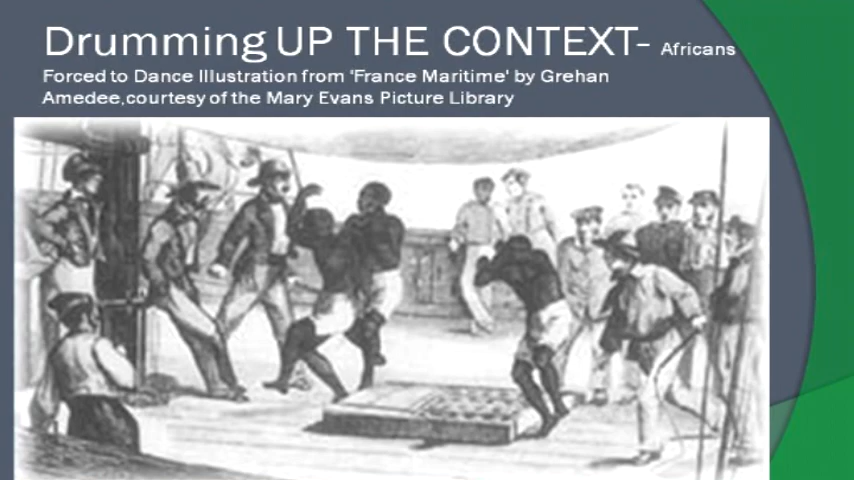 Drumming UP THE CONTEXT- Africans
Forced to Dance Illustration from 'France Maritime' by Grehan
Amedee,courtesy of the Mary Evans Picture Library